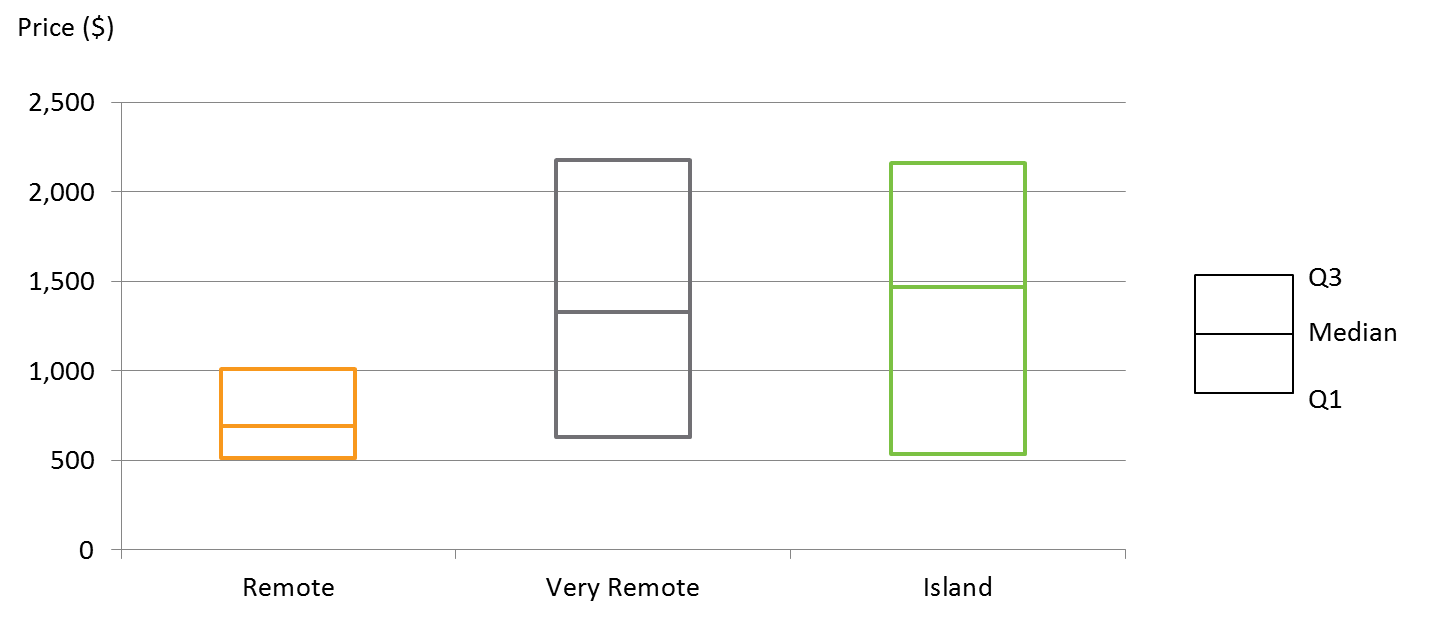 Price ($)
2,500
2,000
1,500
1,000
500
0
Remote
Very Remote
Island
Q3
Median
Q1